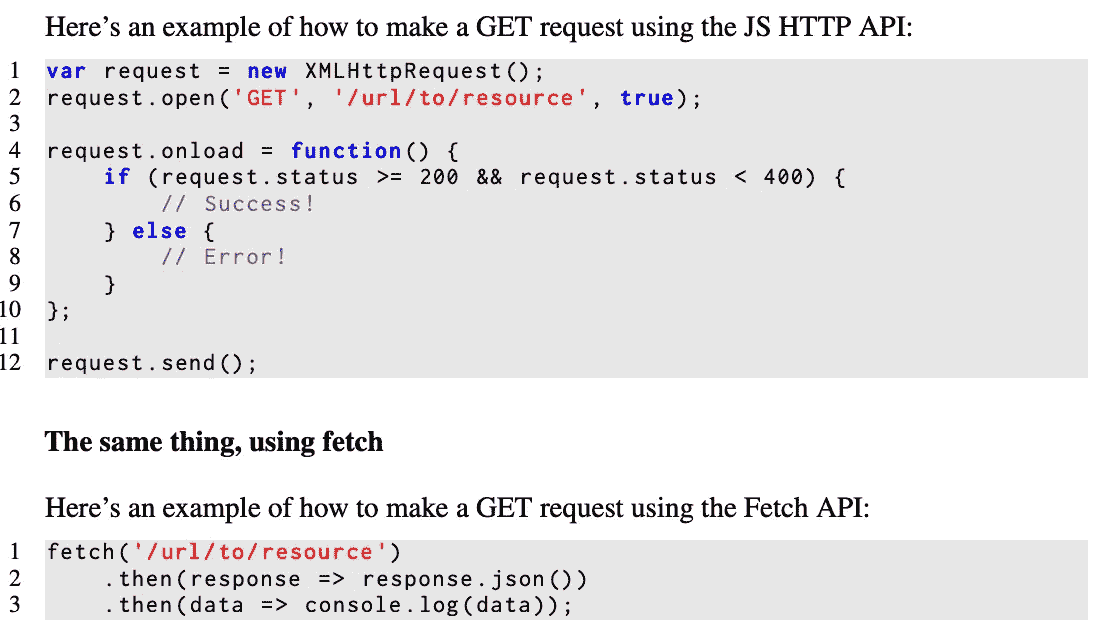 Here’s an example of how to make a GET request using the JS HTTP API:
1 var request = new XMLHttpRequest();
2 request.open('GET', '/url/to/resource', true);
3
4 request.onload = function() {
5     if (request.status >= 200 && request.status < 400) {
6         // Success!
7     } else {
8         // Error!
9     }
10 };
11
12 request.send();
The same thing, using fetch
Here’s an example of how to make a GET request using the Fetch API:
1 fetch('/url/to/resource')
2     .then(response => response.json())
3     .then(data => console.log(data));